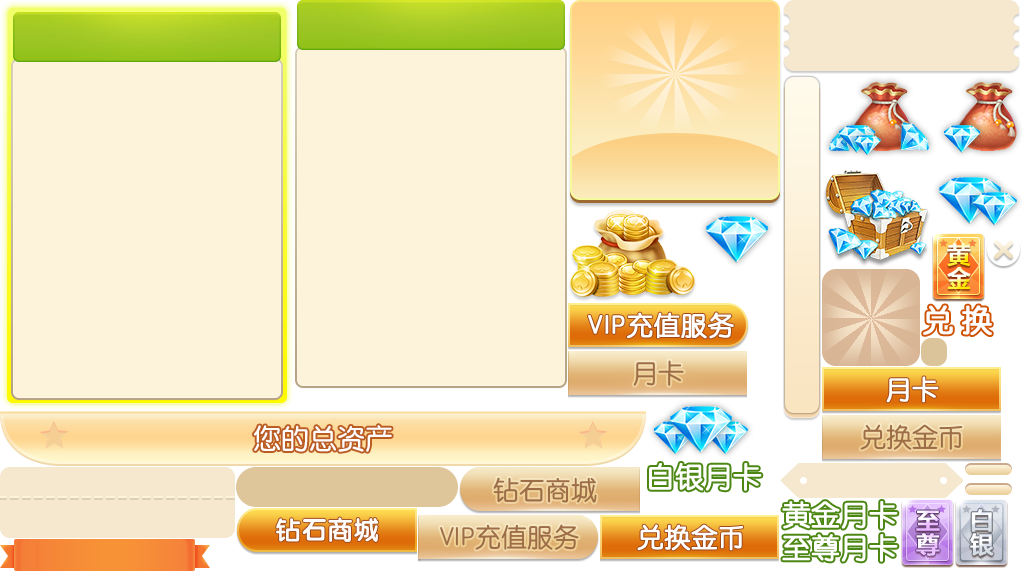 黄金
兑换
VIP充值服务
月卡
月卡
您的总资产
兑换金币
白银月卡
钻石商城
钻石商城
VIP充值服务
兑换金币
黄金月卡
至尊月卡
至尊
白银